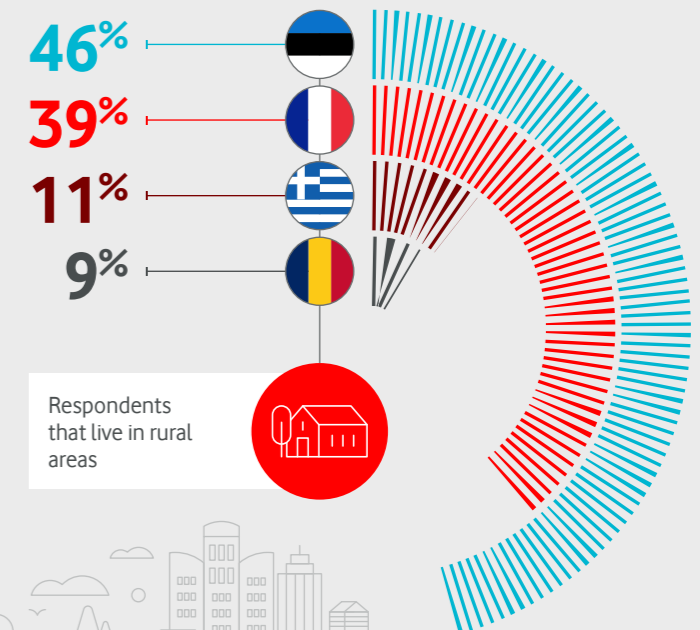 46%
39%
11%
9%
Respondents
that live in rural
areas